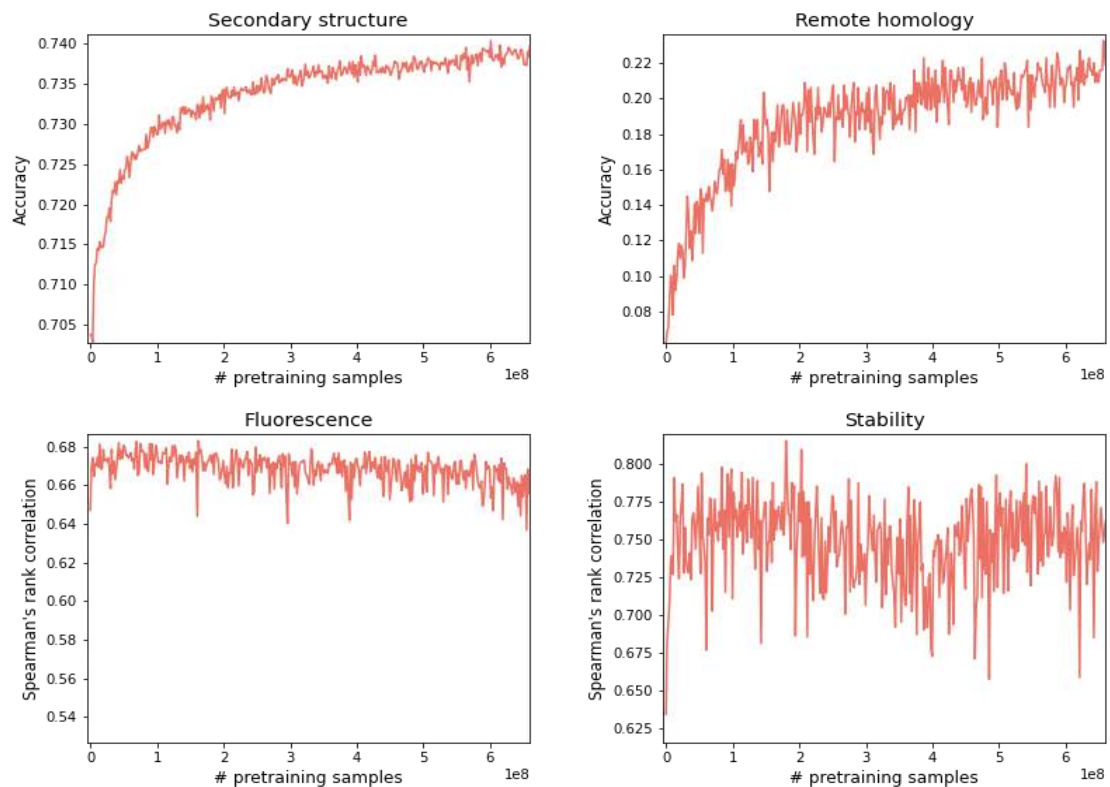 Secondary structure
Accuracy
0.740
0.735
0.730
0.725
0.720
0.715
0.710
0.705
0 1 2 3 4 5 6
1e8
# pretraining samples
Remote homology
Accuracy
0.22
0.20
0.18
0.16
0.14
0.12
0.10
0.08
0 1 2 3 4 5 6
1e8
# pretraining samples
Fluorescence
Spearman's rank correlation
0.68
0.66
0.64
0.62
0.60
0.58
0.56
0.54
0 1 2 3 4 5 6
1e8
# pretraining samples
Stability
Spearman's rank correlation
0.800
0.775
0.750
0.725
0.700
0.675
0.650
0.625
0 1 2 3 4 5 6
1e8
# pretraining samples